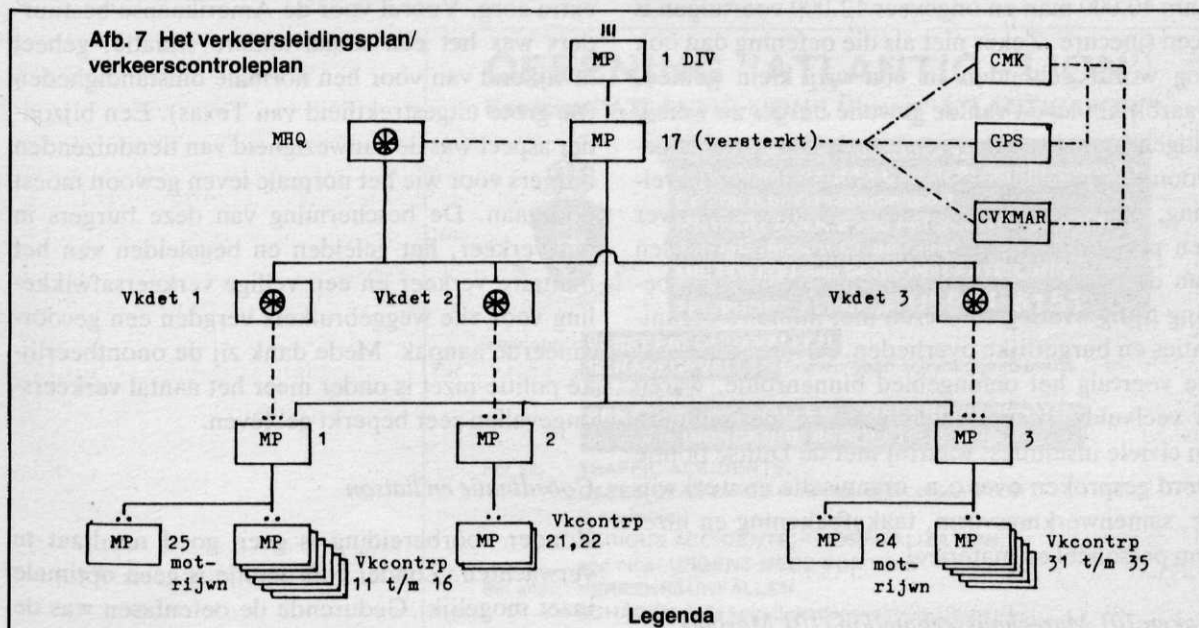 Afb. 7 Het verkeersleidingsplan/
verkeerscontroleplan
III
MP 1 DIV
CMK
MHQ
MP 17 (versterkt)
GPS
CVKMAR
Vkdet 1
Vkdet 2
Vkdet 3
MP 1
MP 2
MP 3
MP 25
mot-
rijwn
MP
Vkcontrp
11 t/m 16
MP
Vkcontrp
21,22
MP 24
mot-
rijwn
MP
Vkcontrp
31 t/m 35
Legenda